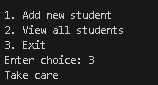 1. Add new student
2. View all students
3. Exit
Enter choice: 3
Take care